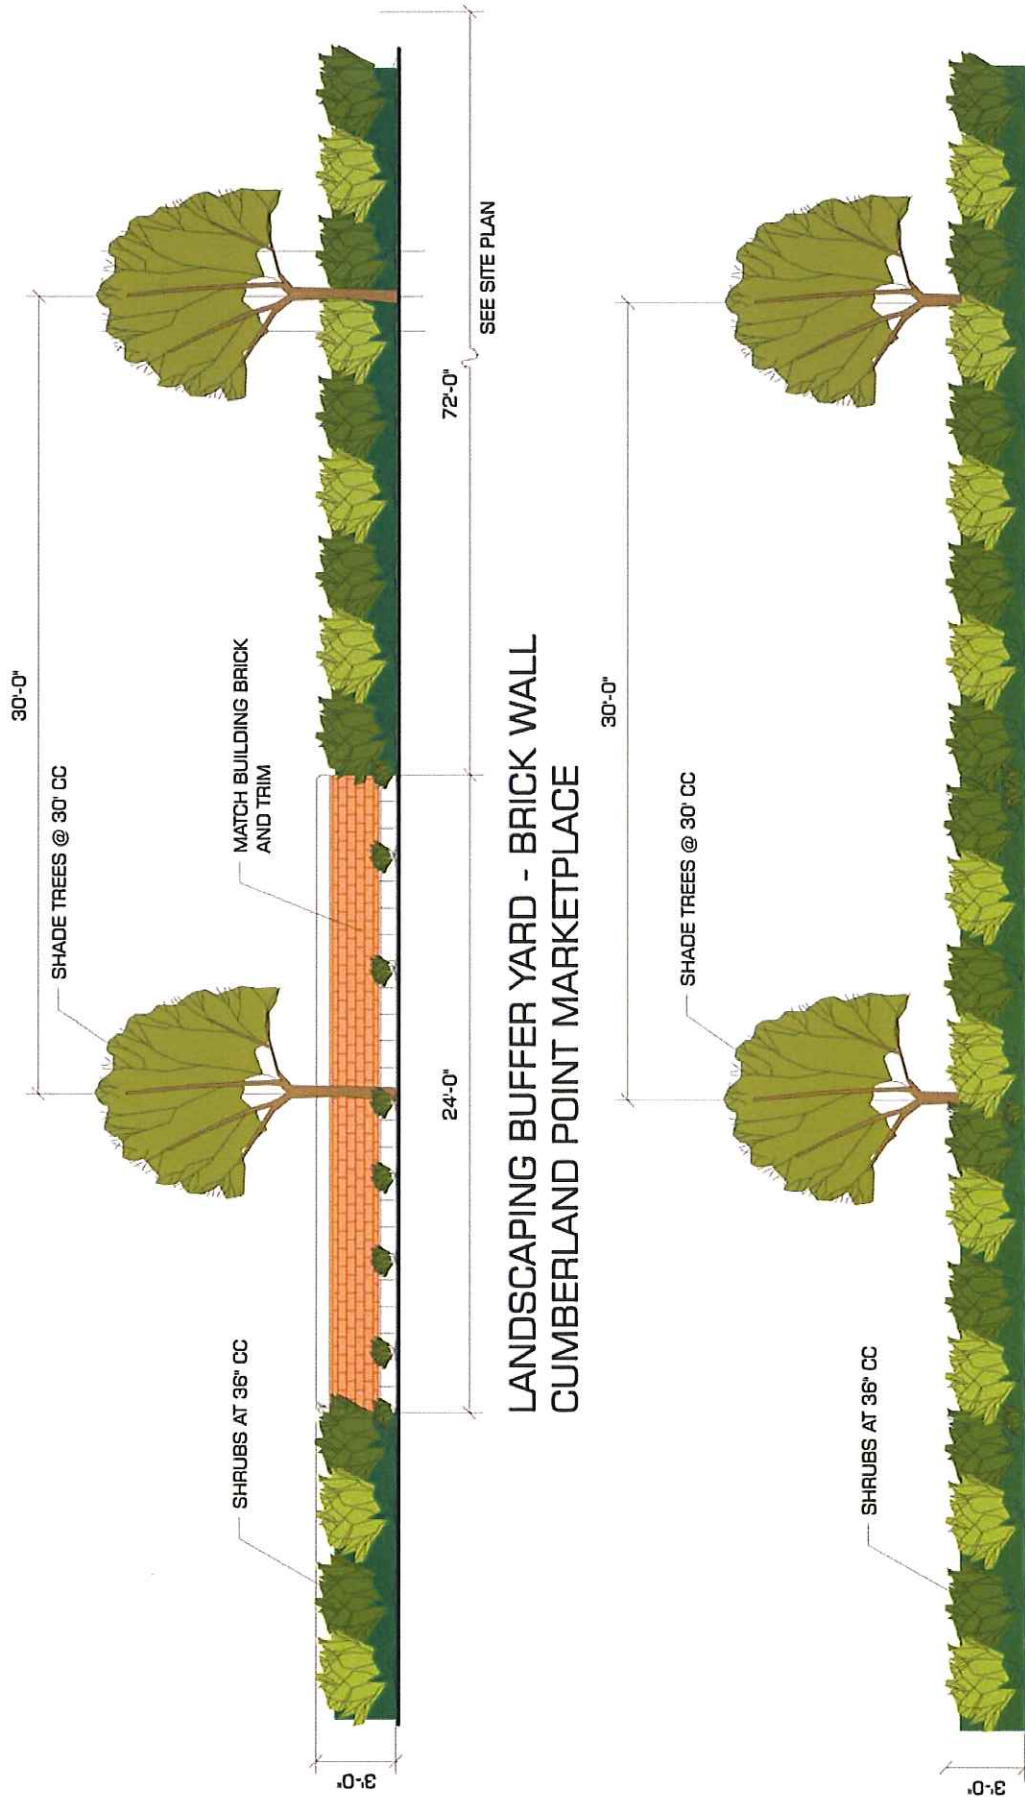 30'-0"
SHADE TREES @ 30' CC
MATCH BUILDING BRICK
AND TRIM
SHRUBS AT 36" CC
3'-0"
24'-0"
72'-0"
SEE SITE PLAN
LANDSCAPING BUFFER YARD - BRICK WALL
CUMBERLAND POINT MARKETPLACE
30'-0"
SHADE TREES @ 30' CC
SHRUBS AT 36" CC
3'-0"